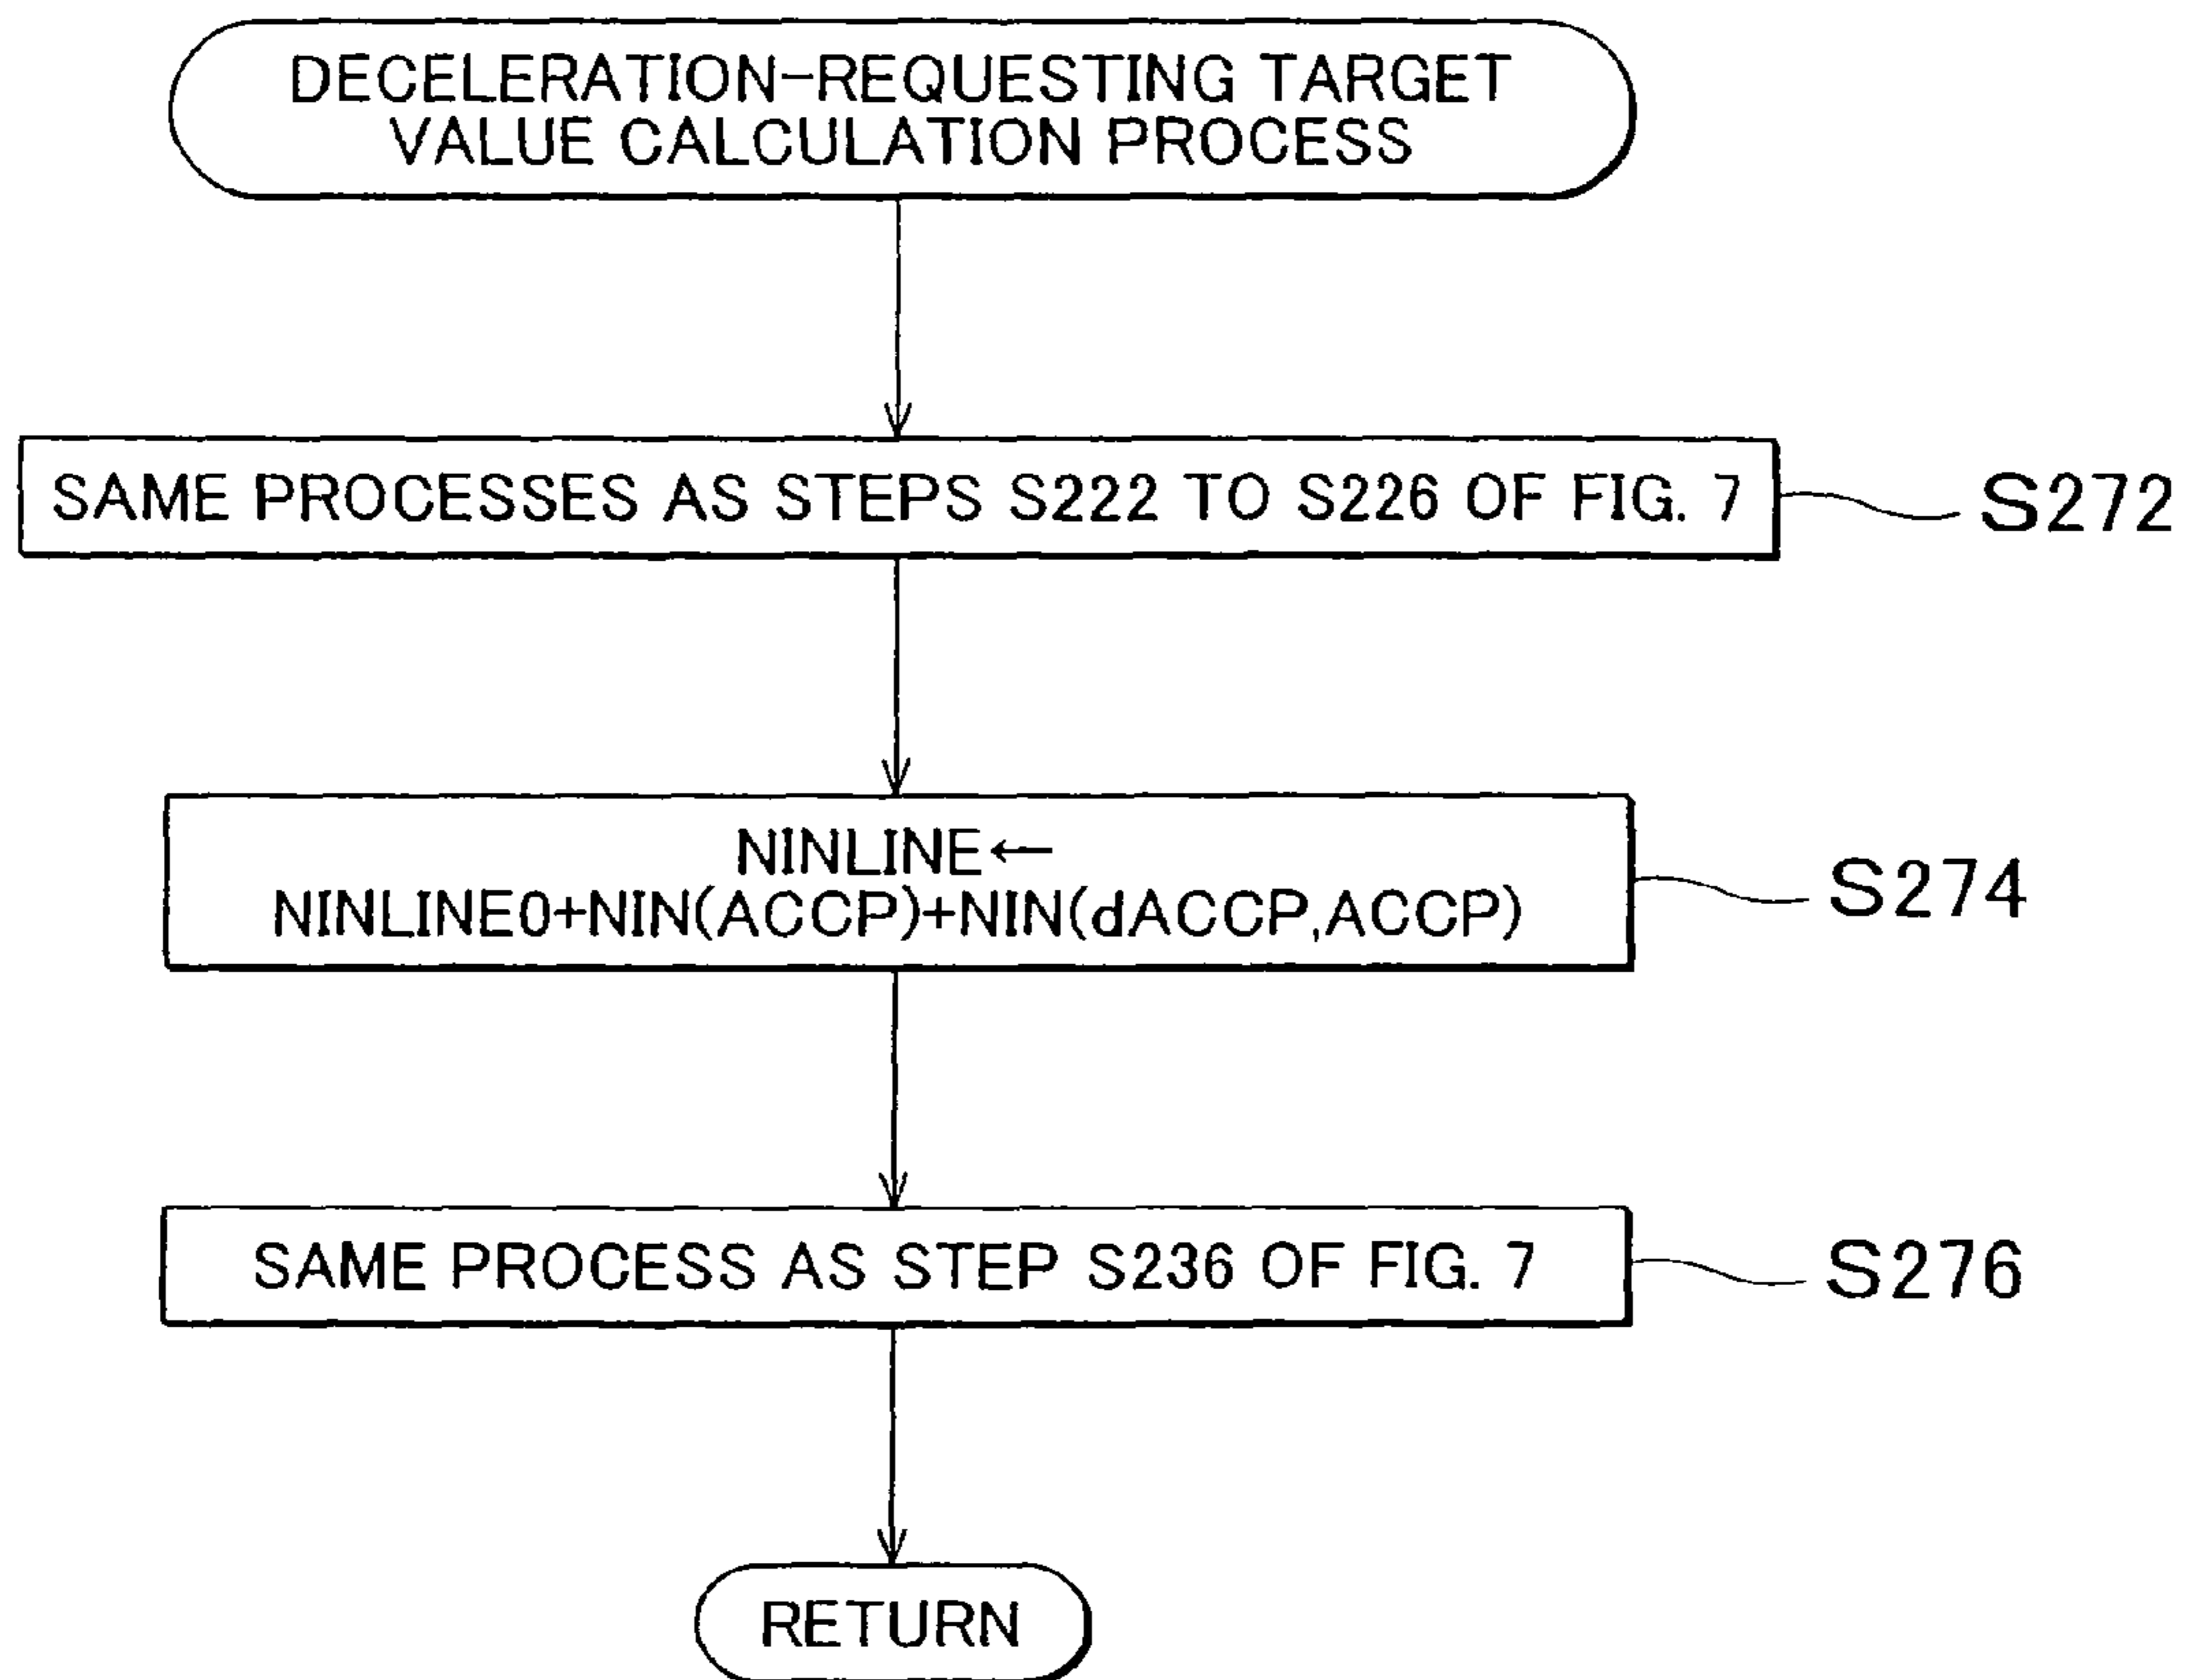 DECELERATION-REQUESTING TARGET
VALUE CALCULATION PROCESS
SAME PROCESSES AS STEPS S222 TO S226 OF FIG. 7
S272
NINLINE←
NINLINE0+NIN(ACCP)+NIN(dACCP,ACCP)
S274
SAME PROCESS AS STEP S236 OF FIG. 7
S276
RETURN